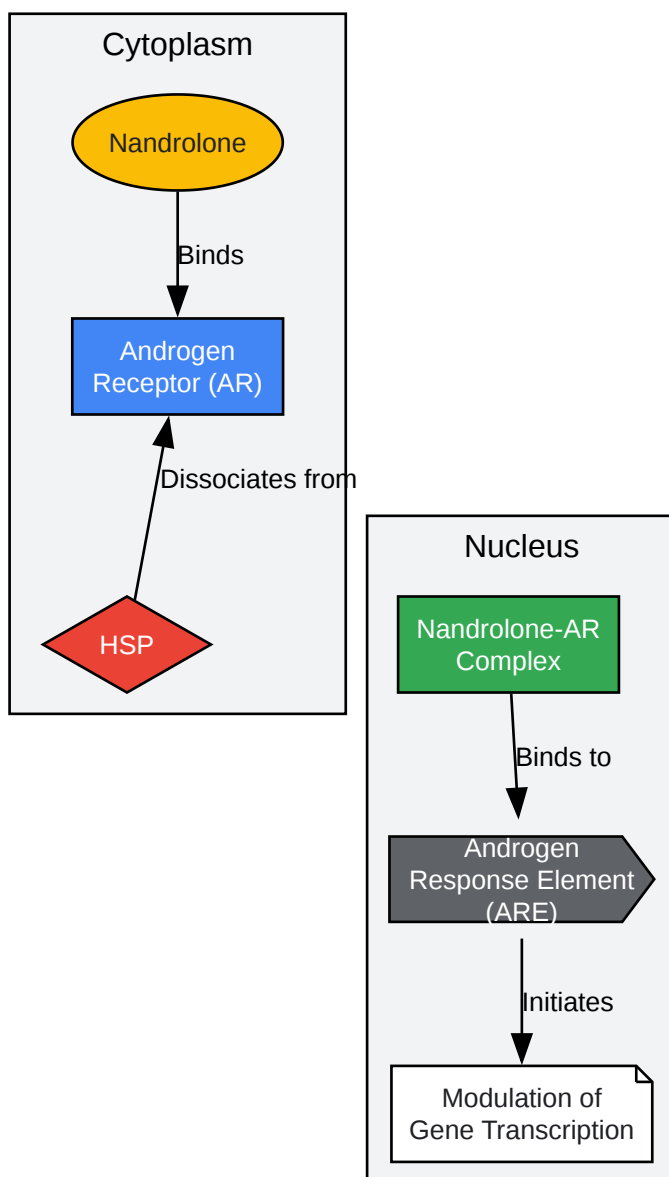 Cytoplasm
Nandrolone
Binds
Androgen
Receptor (AR)
Dissociates from
HSP
Nucleus
Nandrolone-AR
Complex
Binds to
Androgen
Response Element
(ARE)
Initiates
Modulation of
Gene Transcription